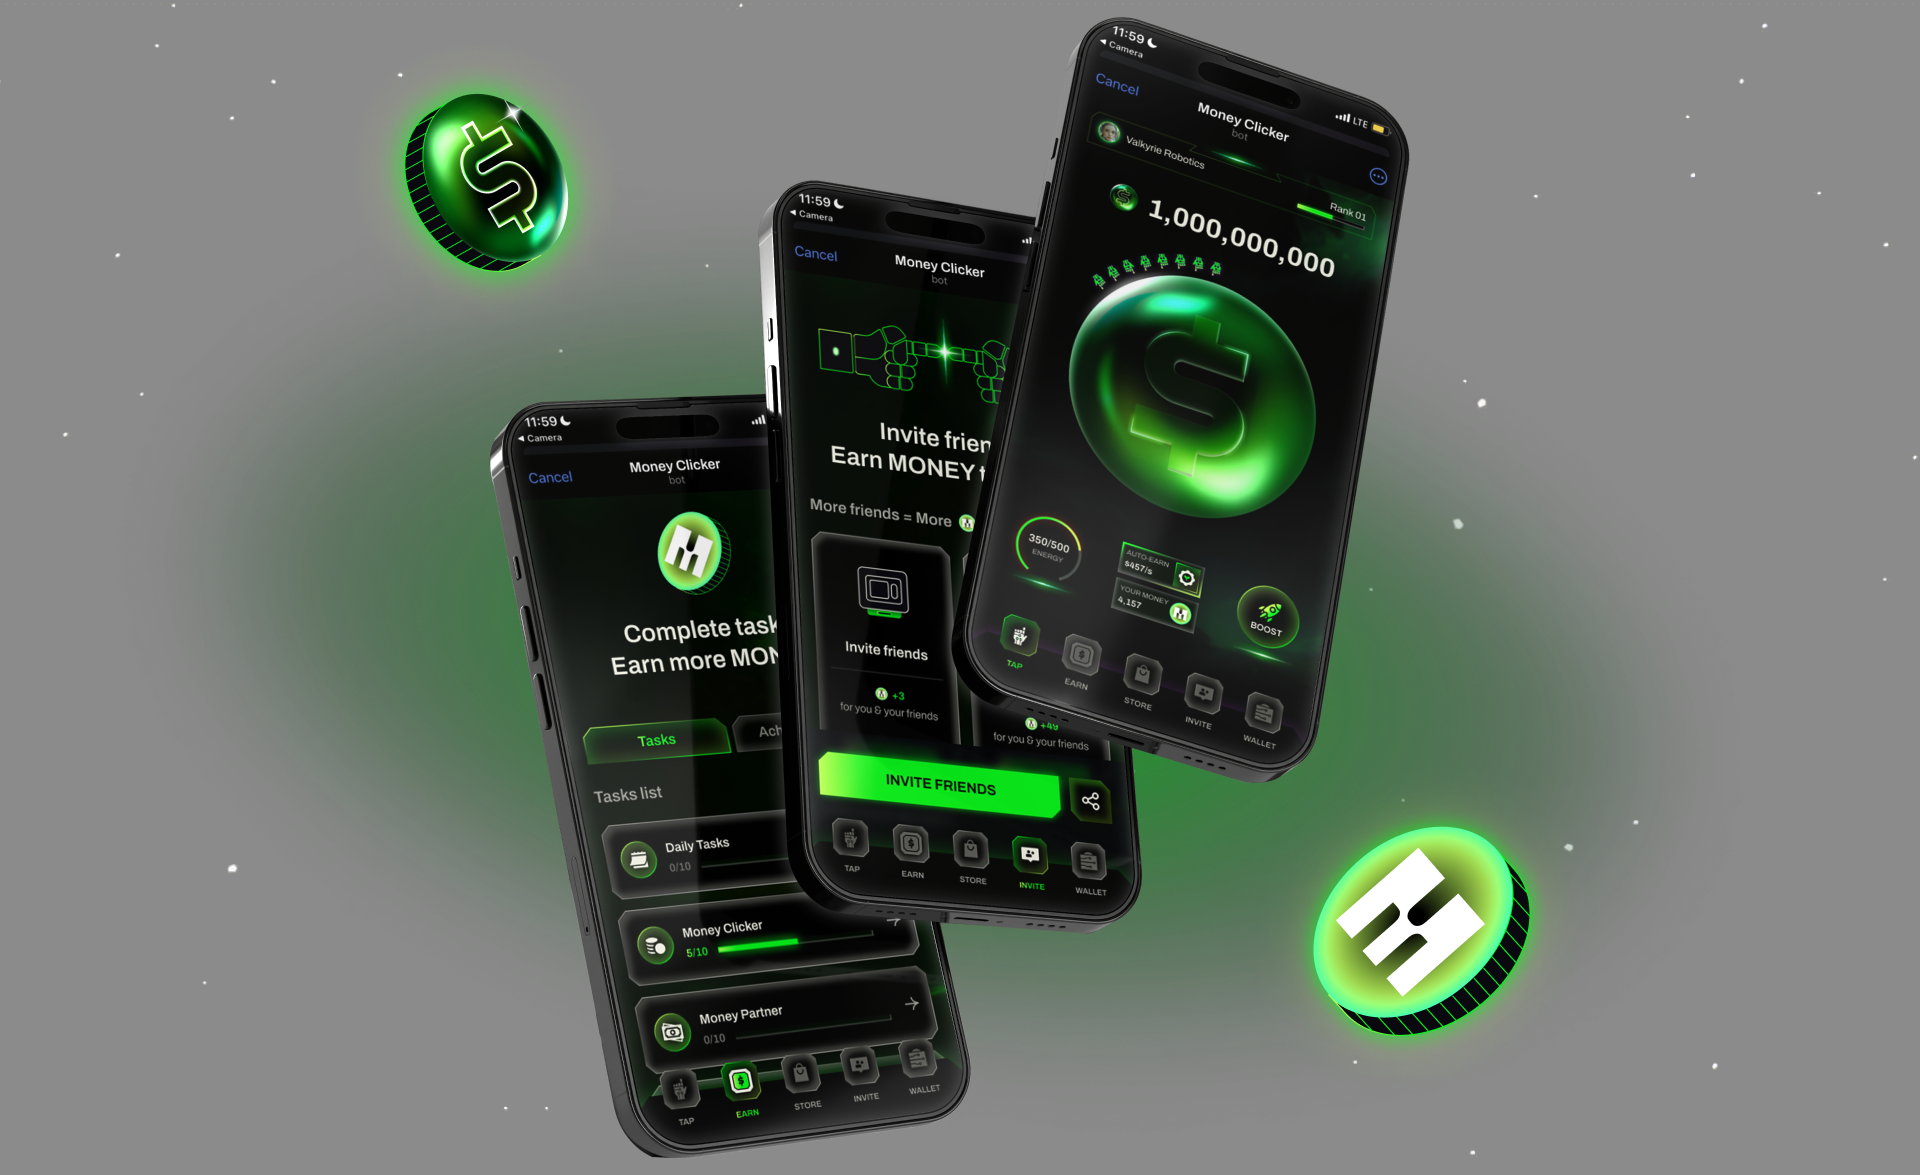 11:59
Camera
Cancel
Money Clicker
bot
Complete task
Earn more MON
Tasks
Ach
Tasks list
Daily Tasks
0/10
Money Clicker
5/10
Money Partner
0/10
TAP
EARN
STORE
INVITE
WALLET
11:59
Camera
Cancel
Money Clicker
bot
Invite frien
Earn MONEY t
More friends = More
Invite friends
+3
for you & your friends
+49
for you & your friends
INVITE FRIENDS
TAP
EARN
STORE
INVITE
WALLET
11:59
Camera
LTE
Cancel
Money Clicker
bot
Valkyrie Robotics
Rank 01
1,000,000,000
350/500
ENERGY
AUTO-EARN
$457/s
YOUR MONEY
4,157
BOOST
TAP
EARN
STORE
INVITE
WALLET